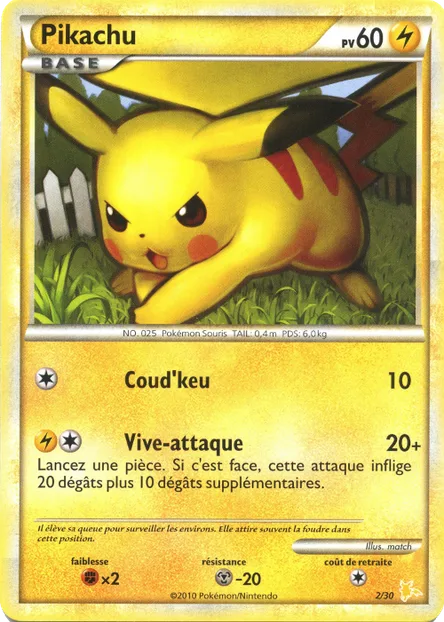 Pikachu
PV60
BASE
NO. 025 Pokémon Souris TAIL: 0,4m PDS: 6,0kg
Coud'keu 10
Vive-attaque 20+
Lancez une pièce. Si c'est face, cette attaque inflige
20 dégâts plus 10 dégâts supplémentaires.
Il élève sa queue pour surveiller les environs. Elle attire souvent la foudre dans
cette position.
Illus. match
faiblesse résistance coût de retraite
×2 -20
©2010 Pokémon/Nintendo 2/30